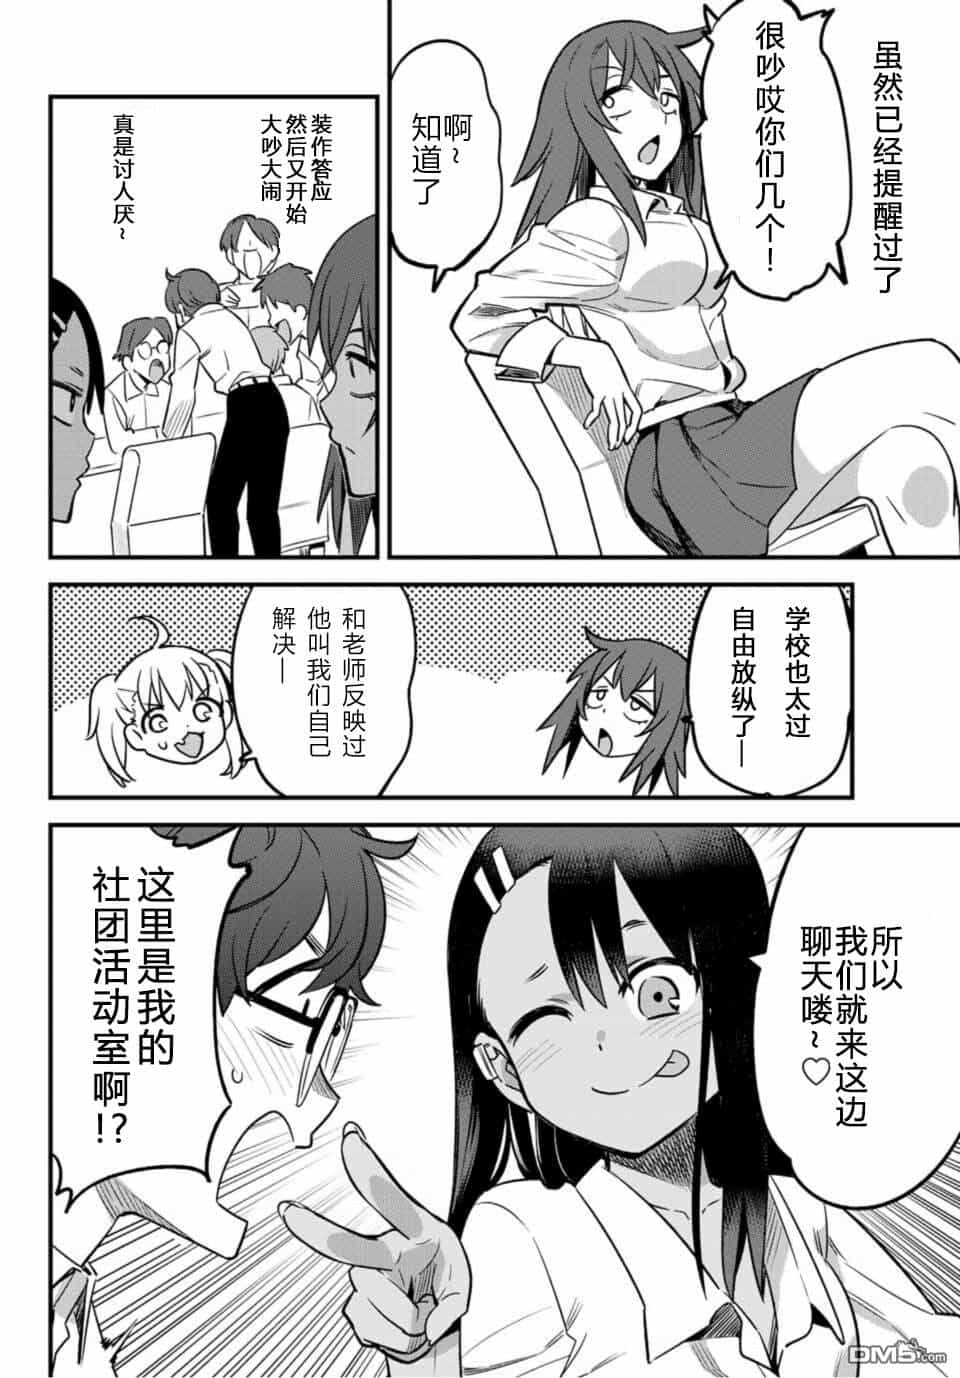 虽然已经提醒过了
很吵哎你们几个！
啊~
知道了
装作答应
然后又开始
大吵大闹
真是讨人厌~
学校也太过
自由放纵了—
和老师反映过
他叫我们自己
解决—
所以
我们就来这边
聊天喽~♡
这里是我的
社团活动室啊!?
DM5.com